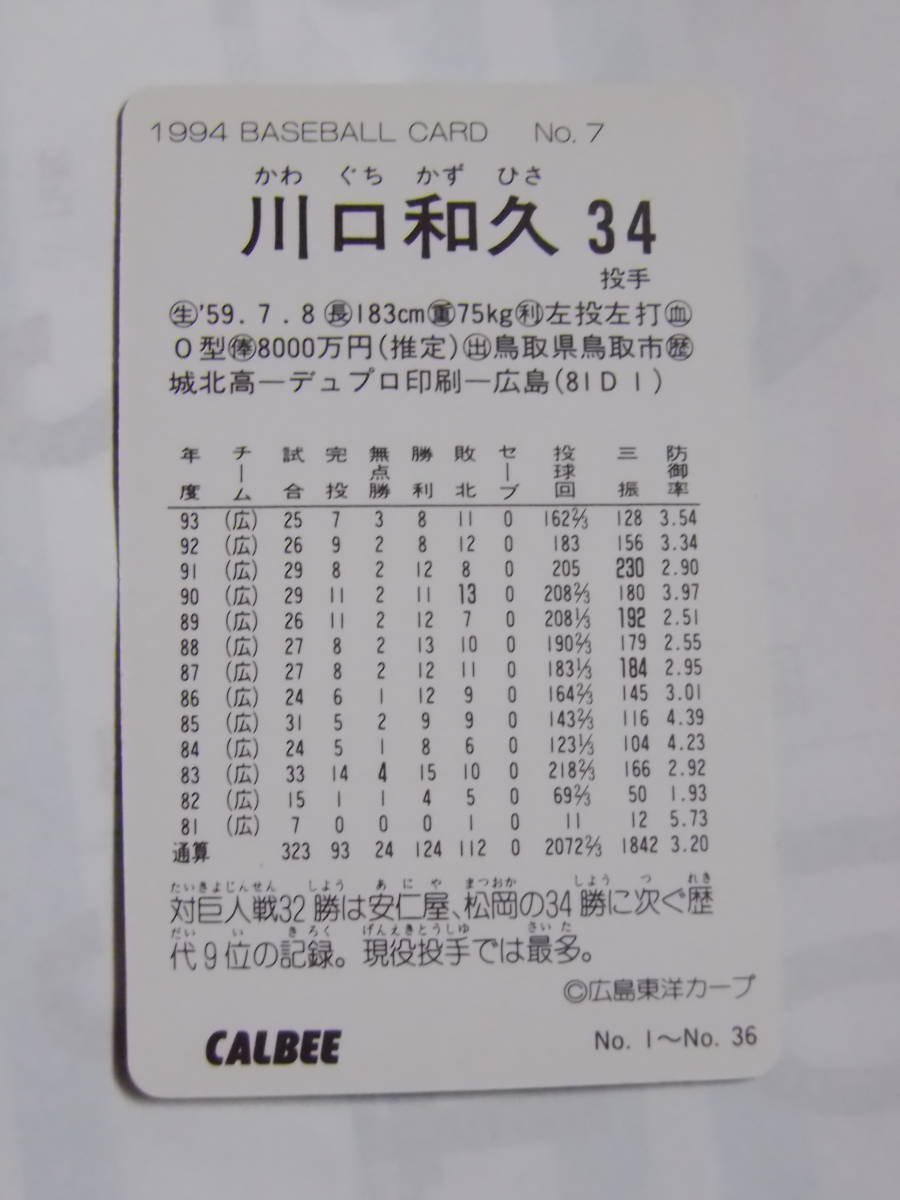 1994 BASEBALL CARD No. 7
かわ ぐち かず ひさ
川口和久 34
投手
㊗'59.7.8 ㊗183cm ㊗75kg ㊗左投左打 ㊗
O型 ㊗8000万円(推定) ㊗鳥取県鳥取市 ㊗
城北高―デュプロ印刷―広島(81D1)
年度 チーム 試合 完投 無点勝 勝利 敗北 セーブ 投球回 三振 防御率
93 (広) 25 7 3 8 11 0 162⅔ 128 3.54
92 (広) 26 9 2 8 12 0 183 156 3.34
91 (広) 29 8 2 12 8 0 205 230 2.90
90 (広) 29 11 2 11 13 0 208⅔ 180 3.97
89 (広) 26 11 2 12 7 0 208⅓ 192 2.51
88 (広) 27 8 2 13 10 0 190⅔ 179 2.55
87 (広) 27 8 2 12 11 0 183⅓ 184 2.95
86 (広) 24 6 1 12 9 0 164⅔ 145 3.01
85 (広) 31 5 2 9 9 0 143⅔ 116 4.39
84 (広) 24 5 1 8 6 0 123⅓ 104 4.23
83 (広) 33 14 4 15 10 0 218⅔ 166 2.92
82 (広) 15 1 1 4 5 0 69⅔ 50 1.93
81 (広) 7 0 0 0 1 0 11 12 5.73
通算 323 93 24 124 112 0 2072⅔ 1842 3.20
たいきよじんせん しよう あにや まつおか しよう つ れき
対巨人戦32勝は安仁屋、松岡の34勝に次ぐ歴
だい い きろく げんえきとうしゆ さいた
代9位の記録。現役投手では最多。
©広島東洋カープ
CALBEE No. 1～No. 36